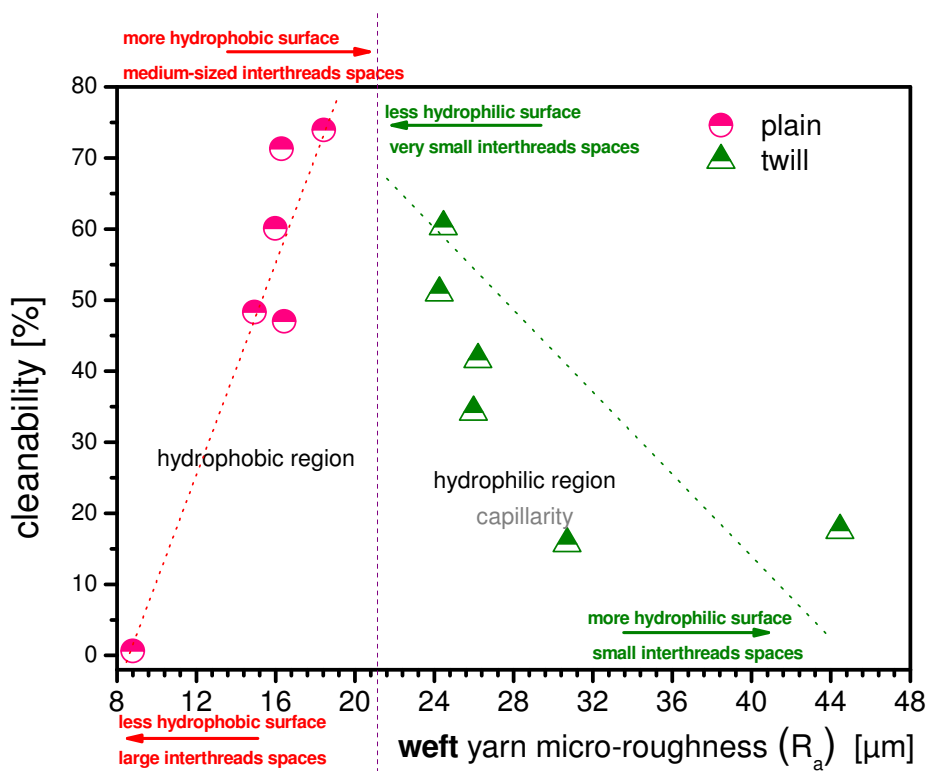 more hydrophobic surface
medium-sized interthreads spaces
80
70
60
50
40
30
20
10
0
cleanability [%]
less hydrophilic surface
very small interthreads spaces
plain
twill
hydrophobic region
hydrophilic region
capillarity
more hydrophilic surface
small interthreads spaces
8 12 16 20 24 28 32 36 40 44 48
less hydrophobic surface
large interthreads spaces
weft yarn micro-roughness (Ra) [µm]